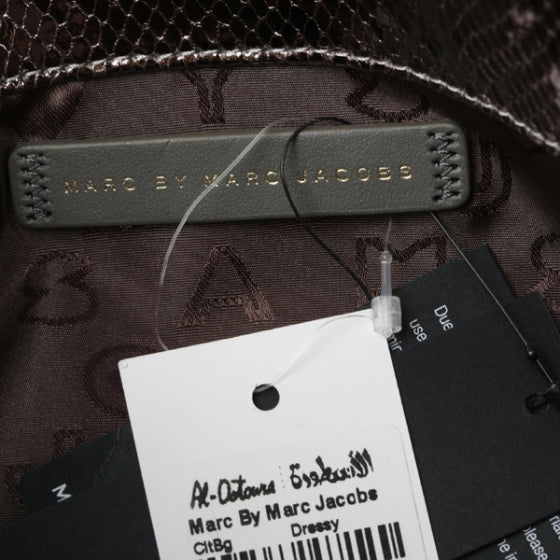 MARC BY MARC JACOBS
Al-Ostoura الأسطورة
Marc By Marc Jacobs
CltBg Dressy
Due
use